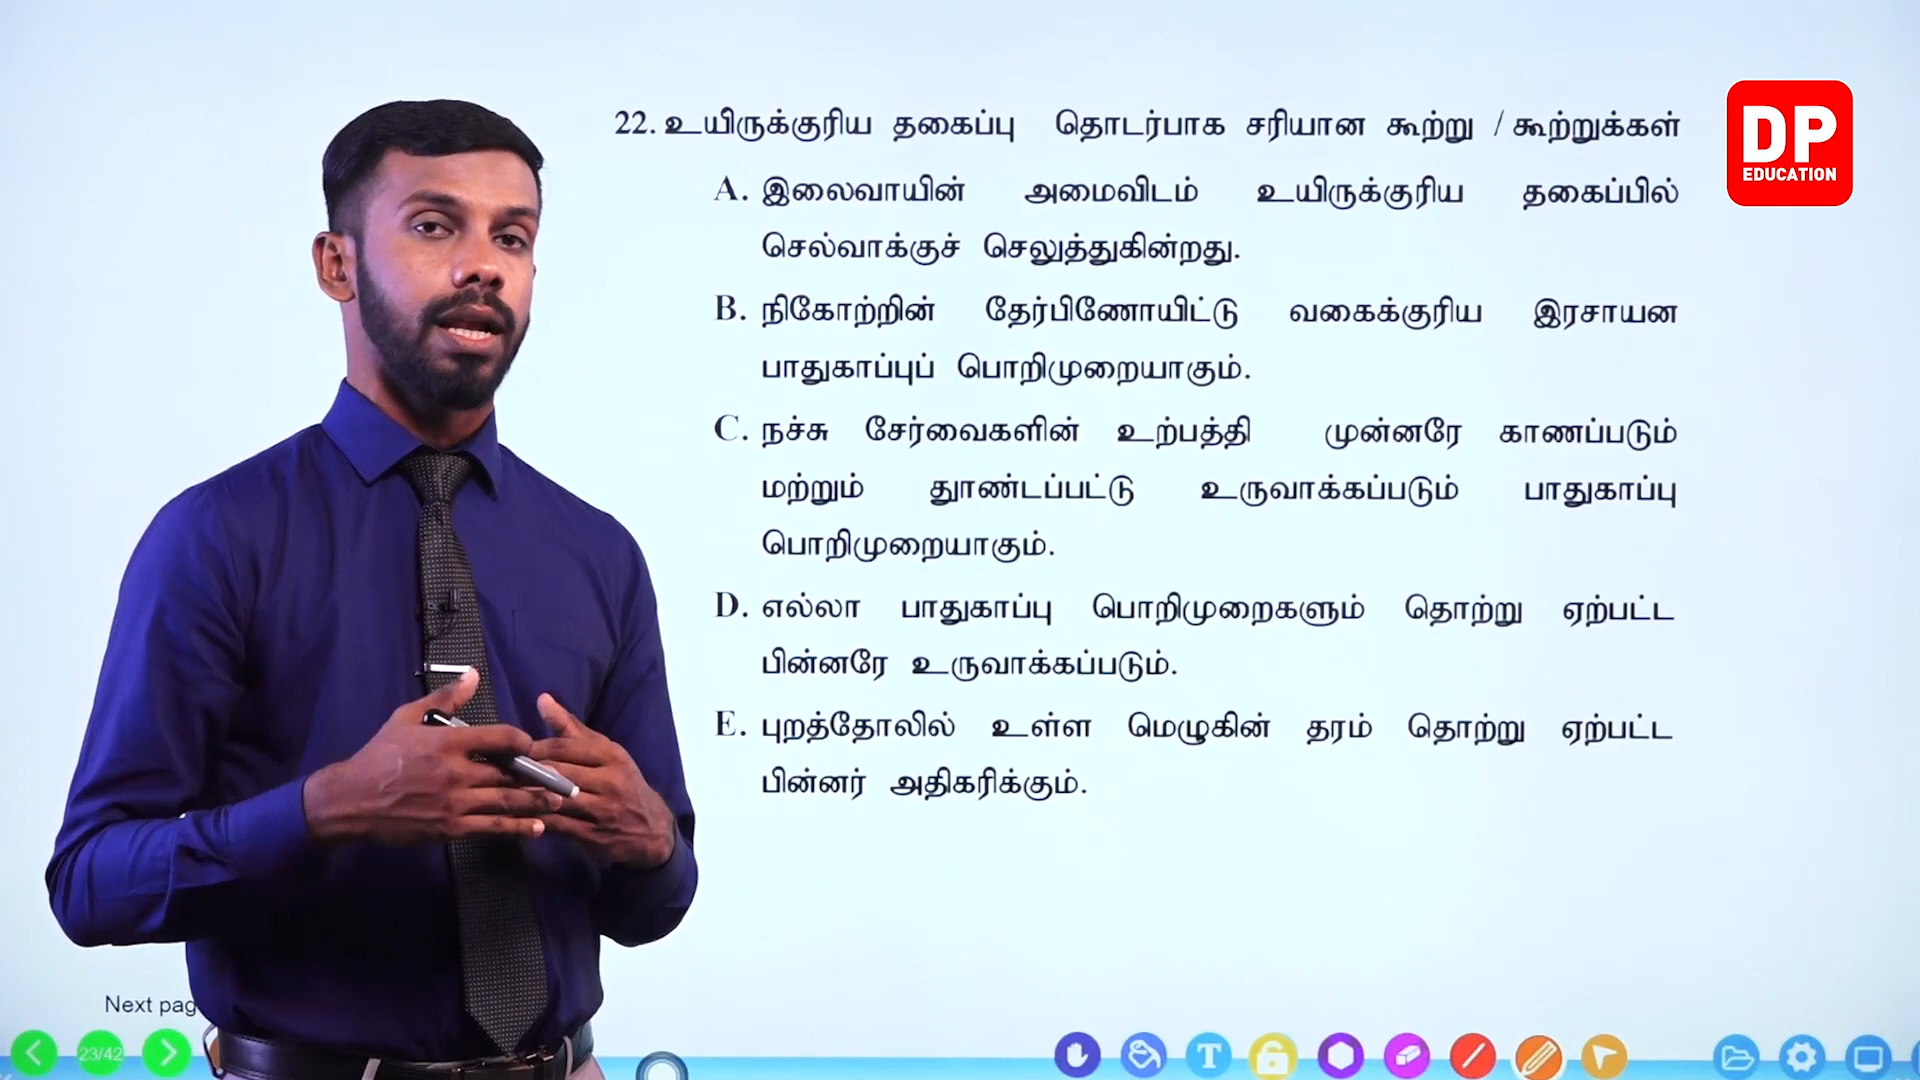 DP
EDUCATION
22. உயிருக்குரிய தகைப்பு தொடர்பாக சரியான கூற்று / கூற்றுக்கள்
A. இலைவாயின் அமைவிடம் உயிருக்குரிய தகைப்பில்
செல்வாக்குச் செலுத்துகின்றது.
B. நிகோற்றின் தேர்பிணோயிட்டு வகைக்குரிய இரசாயன
பாதுகாப்புப் பொறிமுறையாகும்.
C. நச்சு சேர்வைகளின் உற்பத்தி முன்னரே காணப்படும்
மற்றும் தூண்டப்பட்டு உருவாக்கப்படும் பாதுகாப்பு
பொறிமுறையாகும்.
D. எல்லா பாதுகாப்பு பொறிமுறைகளும் தொற்று ஏற்பட்ட
பின்னரே உருவாக்கப்படும்.
E. புறத்தோலில் உள்ள மெழுகின் தரம் தொற்று ஏற்பட்ட
பின்னர் அதிகரிக்கும்.
Next pag
23/42